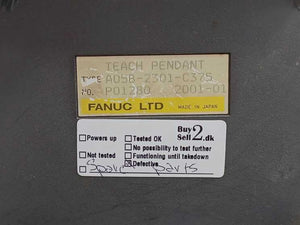 TEACH PENDANT
TYPE A05B-2301-C375
NO. P01280 2001-01
FANUC LTD MADE IN JAPAN
Buy
Sell 2.dk
Powers up Tested OK
No possibility to test further
Not tested Functioning until takedown
Defective
Spare parts